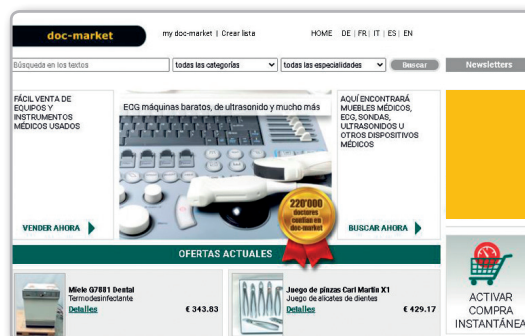 doc-market
my doc-market | Crear lista
HOME DE | FR | IT | ES | EN
Búsqueda en los textos
todas las categorías
todas las especialidades
Buscar
Newsletters
FÁCIL VENTA DE
EQUIPOS Y
INSTRUMENTOS
MÉDICOS USADOS
VENDER AHORA
ECG máquinas baratos, de ultrasonido y mucho más
220'000
doctores
confían en
doc-market
AQUÍ ENCONTRARÁ
MUEBLES MÉDICOS,
ECG, SONDAS,
ULTRASONIDOS U
OTROS DISPOSITIVOS
MÉDICOS
BUSCAR AHORA
OFERTAS ACTUALES
Miele G7881 Dental
Termodesinfectante
Detalles
€ 343.83
Juego de pinzas Carl Martin X1
Juego de alicates de dientes
Detalles
€ 429.17
ACTIVAR
COMPRA
INSTANTÁNEA